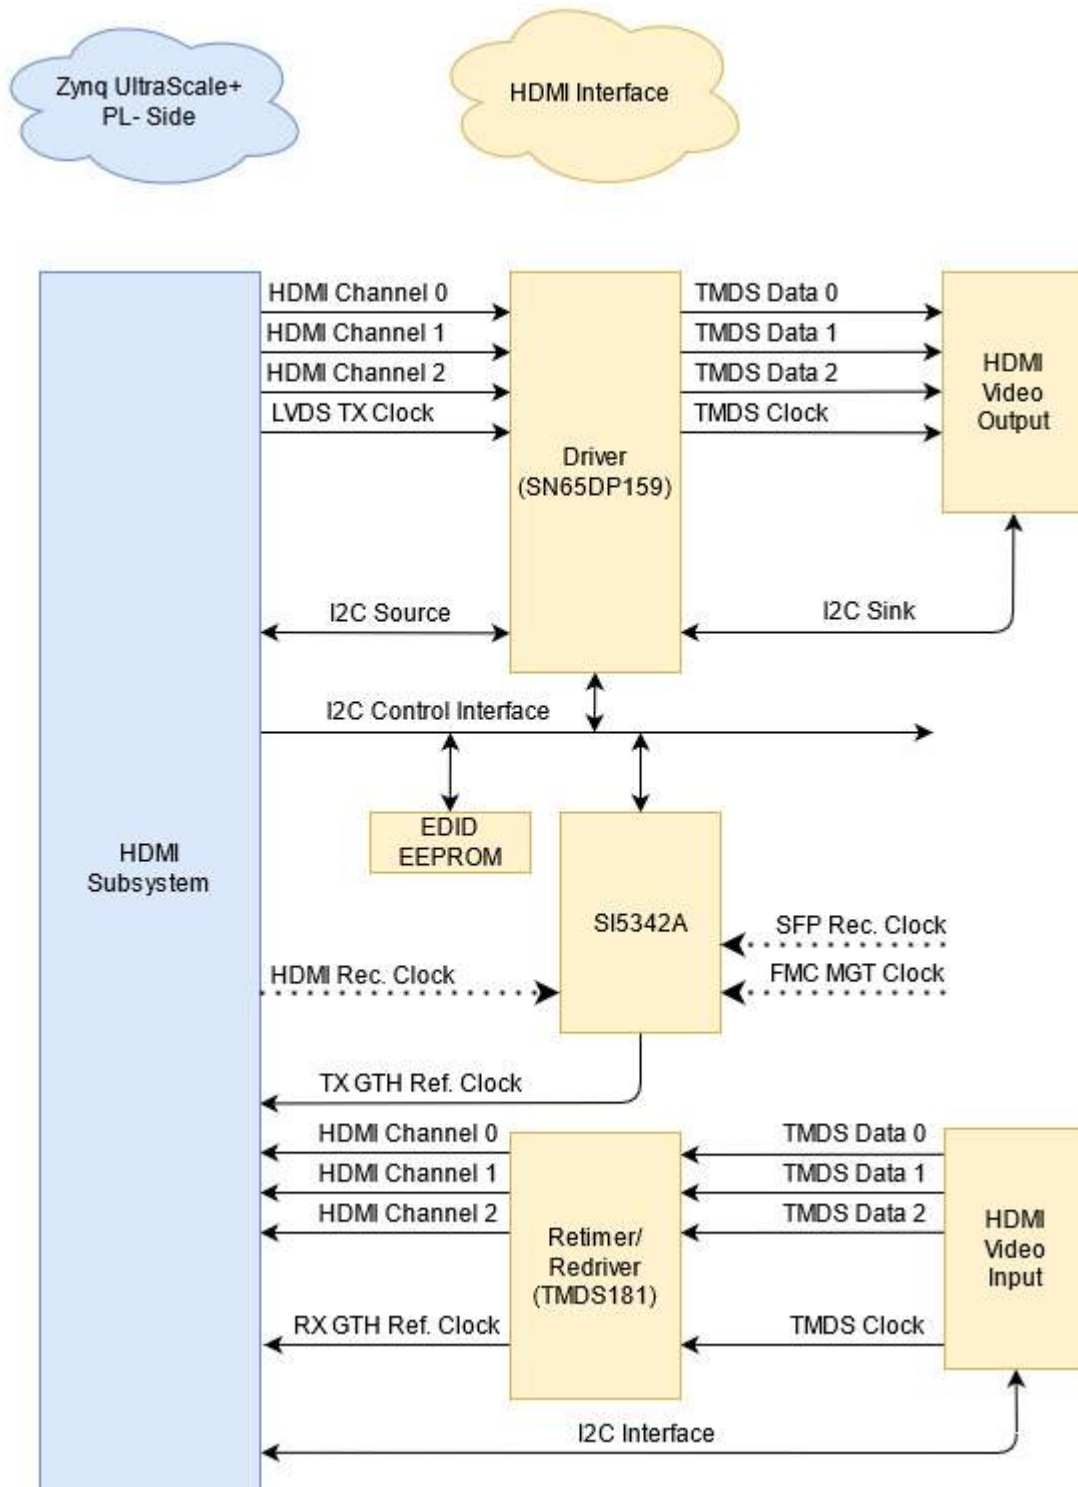 Zynq UltraScale+
PL- Side
HDMI Interface
HDMI Channel 0
HDMI Channel 1
HDMI Channel 2
LVDS TX Clock
TMDS Data 0
TMDS Data 1
TMDS Data 2
TMDS Clock
HDMI
Video
Output
Driver
(SN65DP159)
I2C Source
I2C Sink
I2C Control Interface
EDID
EEPROM
HDMI
Subsystem
SI5342A
SFP Rec. Clock
FMC MGT Clock
HDMI Rec. Clock
TX GTH Ref. Clock
HDMI Channel 0
HDMI Channel 1
HDMI Channel 2
TMDS Data 0
TMDS Data 1
TMDS Data 2
Retimer/
Redriver
(TMDS181)
HDMI
Video
Input
RX GTH Ref. Clock
TMDS Clock
I2C Interface